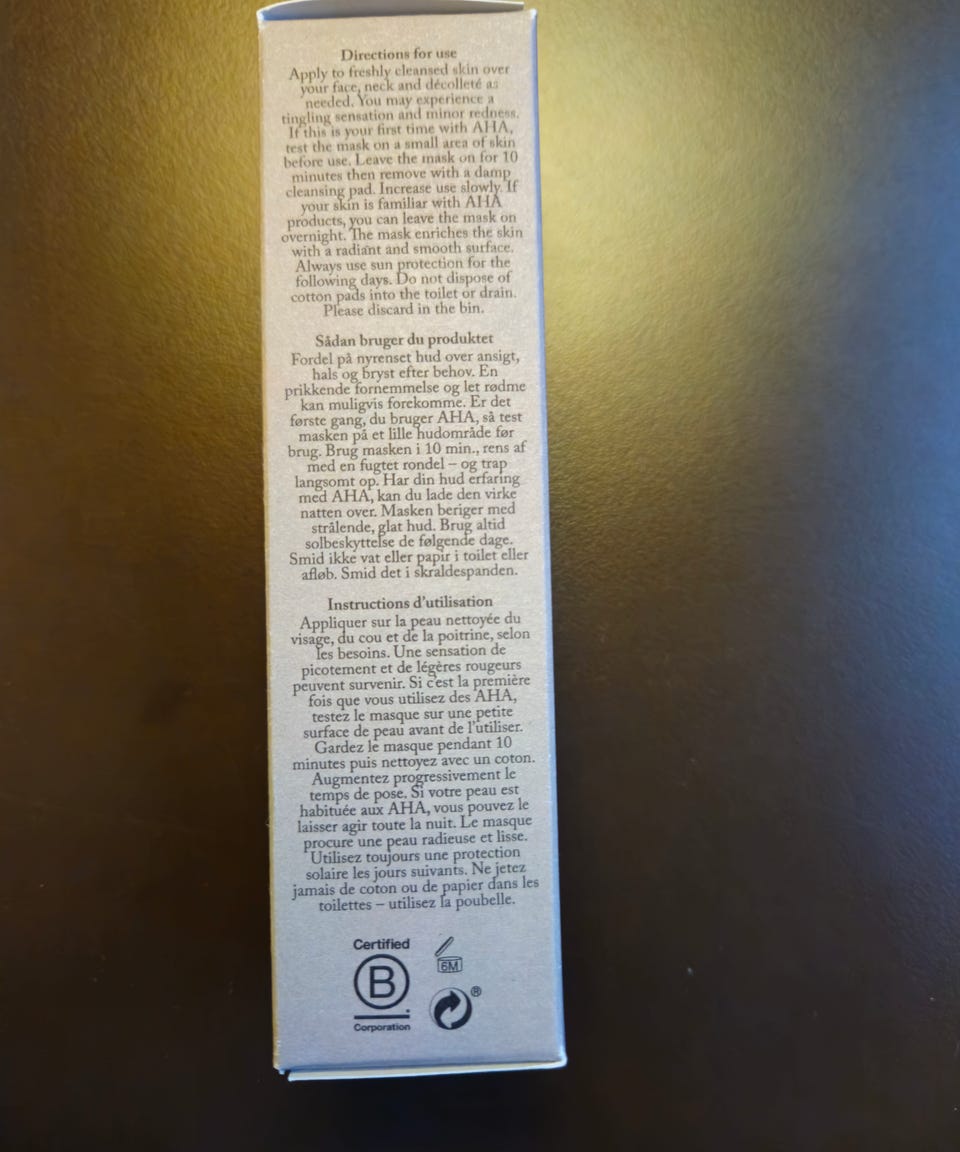 Directions for use
Apply to freshly cleansed skin over
your face, neck and décolleté as
needed. You may experience a
tingling sensation and minor redness.
If this is your first time with AHA,
test the mask on a small area of skin
before use. Leave the mask on for 10
minutes then remove with a damp
cleansing pad. Increase use slowly. If
your skin is familiar with AHA
products, you can leave the mask on
overnight. The mask enriches the skin
with a radiant and smooth surface.
Always use sun protection for the
following days. Do not dispose of
cotton pads into the toilet or drain.
Please discard in the bin.
Sådan bruger du produktet
Fordel på nyrenset hud over ansigt,
hals og bryst efter behov. En
prikkende fornemmelse og let rødme
kan muligvis forekomme. Er det
første gang, du bruger AHA, så test
masken på et lille hudområde før
brug. Brug masken i 10 min., rens af
med en fugtet rondel – og trap
langsomt op. Har din hud erfaring
med AHA, kan du lade den virke
natten over. Masken beriger med
strålende, glat hud. Brug altid
solbeskyttelse de følgende dage.
Smid ikke vat eller papir i toilet eller
afløb. Smid det i skraldespanden.
Instructions d'utilisation
Appliquer sur la peau nettoyée du
visage, du cou et de la poitrine, selon
les besoins. Une sensation de
picotement et de légères rougeurs
peuvent survenir. Si c'est la première
fois que vous utilisez des AHA,
testez le masque sur une petite
surface de peau avant de l'utiliser.
Gardez le masque pendant 10
minutes puis nettoyez avec un coton.
Augmentez progressivement le
temps de pose. Si votre peau est
habituée aux AHA, vous pouvez le
laisser agir toute la nuit. Le masque
procure une peau radieuse et lisse.
Utilisez toujours une protection
solaire les jours suivants. Ne jetez
jamais de coton ou de papier dans les
toilettes – utilisez la poubelle.
Certified
B
Corporation
6M
®